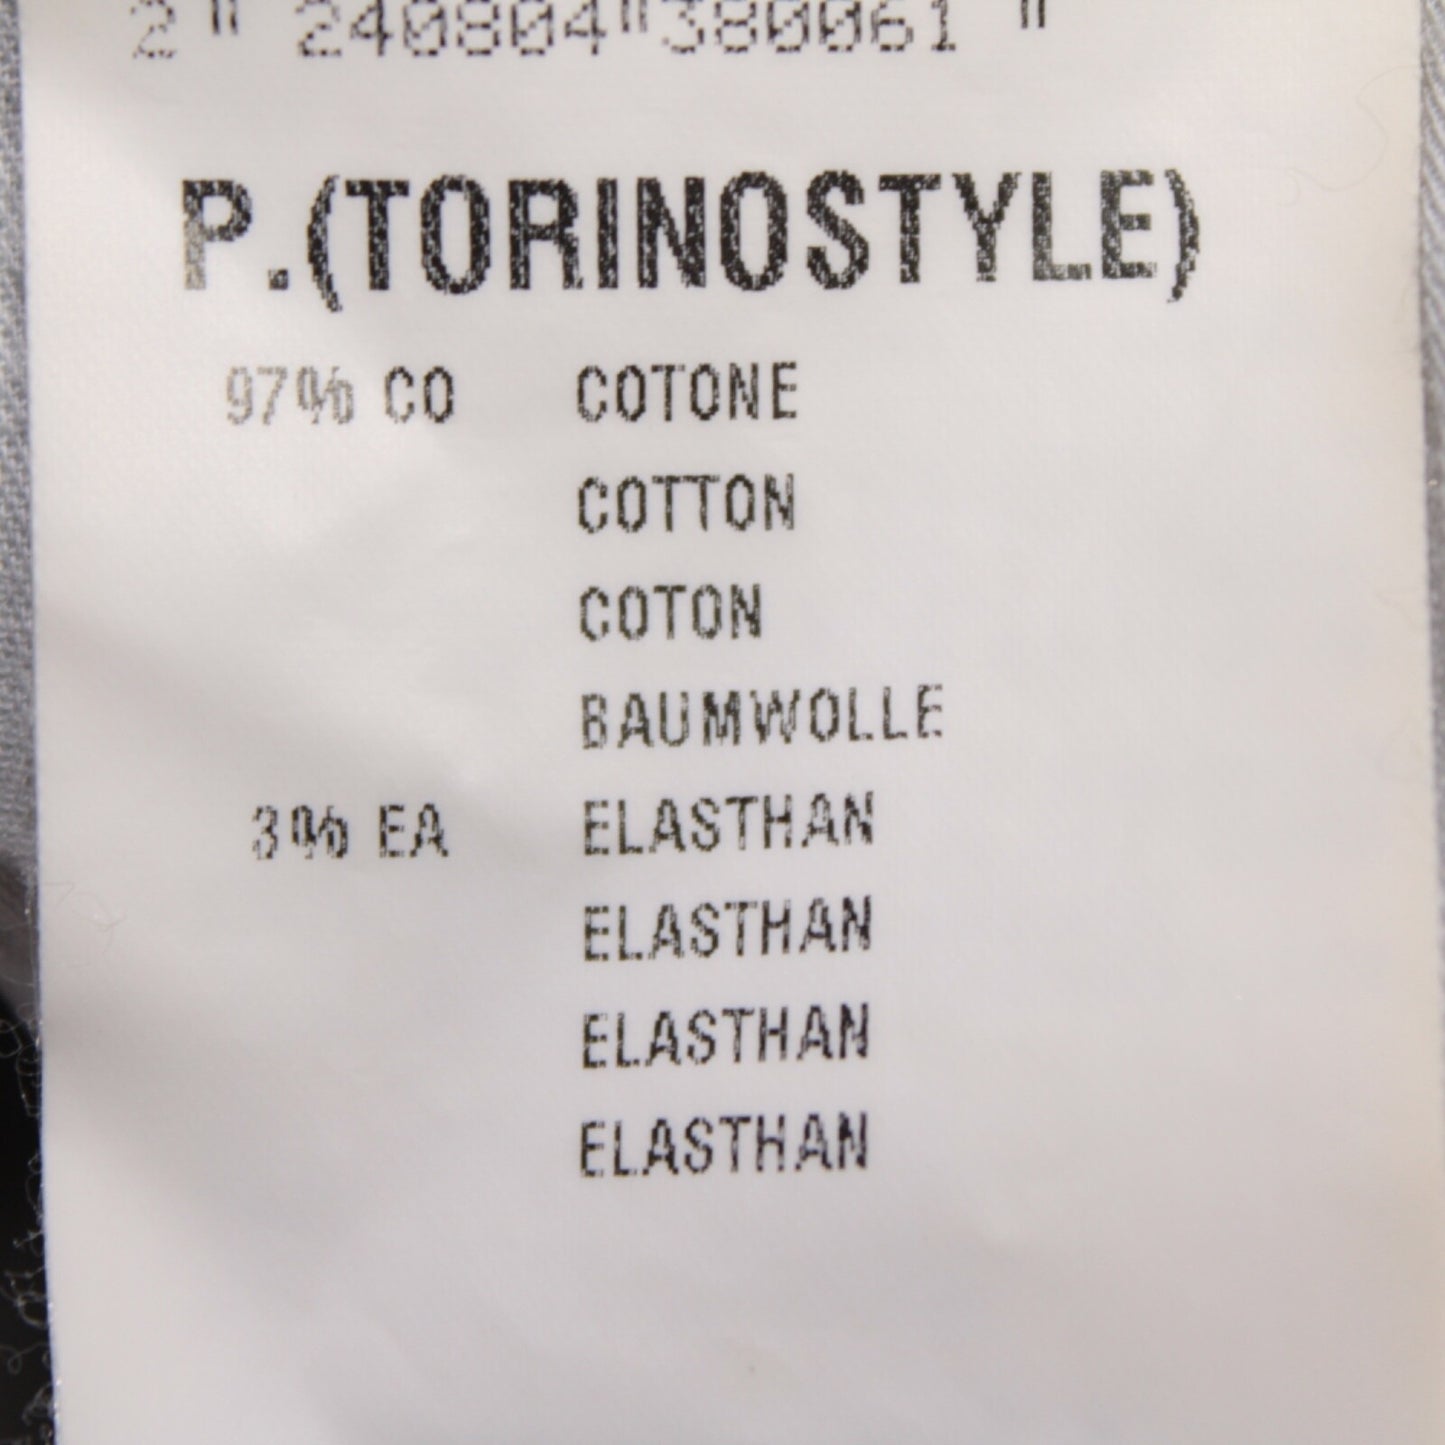 2 " 240804"380061 "
P.(TORINOSTYLE)
97% CO COTONE
COTTON
COTON
BAUMWOLLE
3% EA ELASTHAN
ELASTHAN
ELASTHAN
ELASTHAN